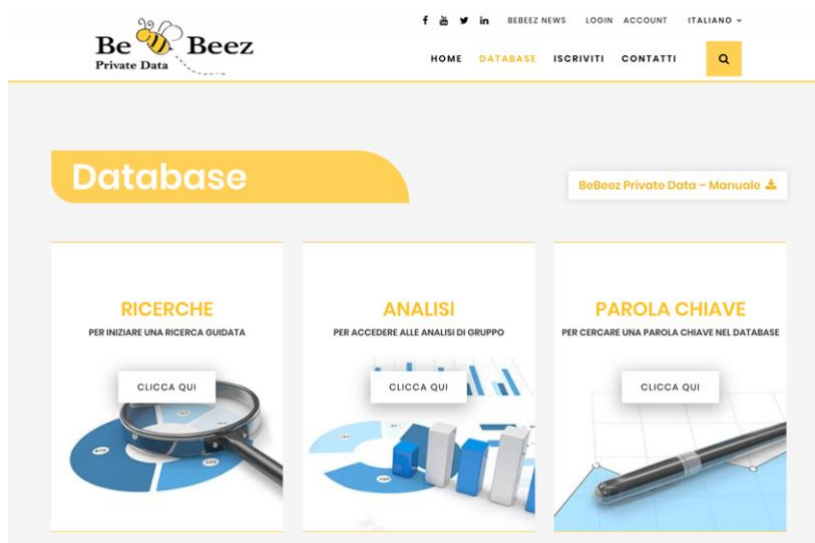 BEBEEZ NEWS LOGIN ACCOUNT ITALIANO
Be Beez
Private Data
HOME DATABASE ISCRIVITI CONTATTI
Database
BeBeez Private Data – Manuale
RICERCHE
PER INIZIARE UNA RICERCA GUIDATA
CLICCA QUI
ANALISI
PER ACCEDERE ALLE ANALISI DI GRUPPO
CLICCA QUI
PAROLA CHIAVE
PER CERCARE UNA PAROLA CHIAVE NEL DATABASE
CLICCA QUI